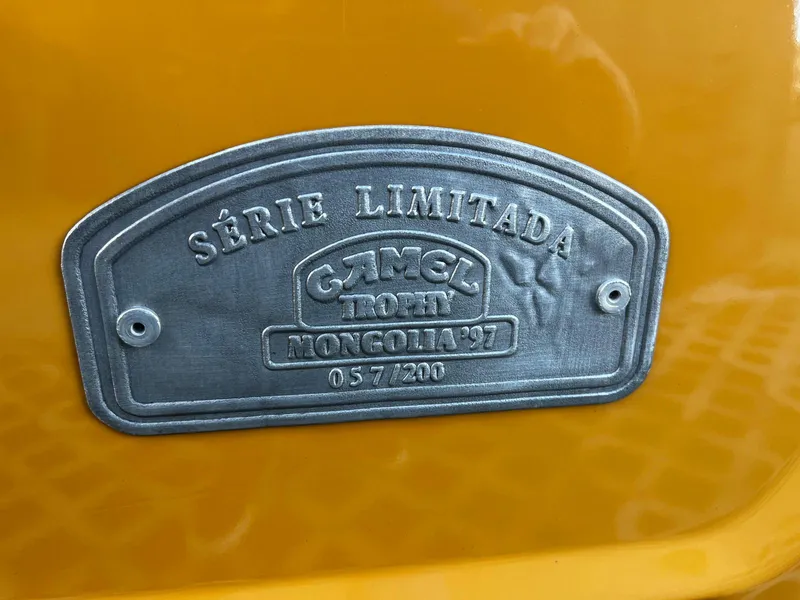 SÉRIE LIMITADA
CAMEL
TROPHY
MONGOLIA '97
057/200